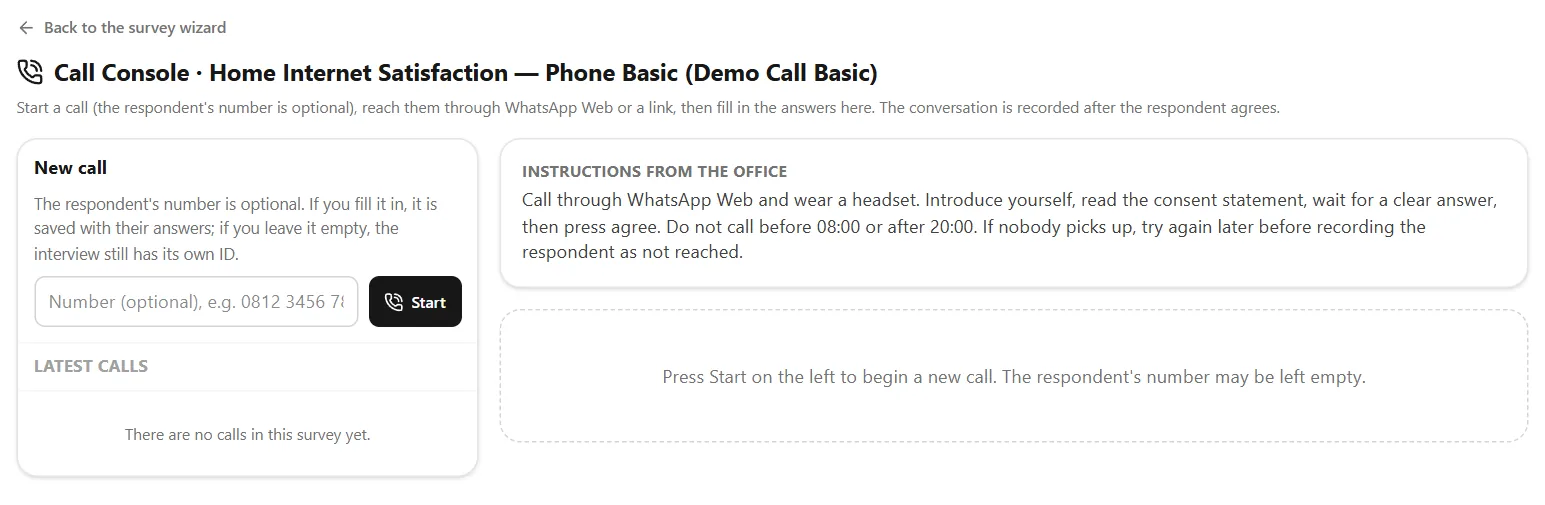 Back to the survey wizard
Call Console · Home Internet Satisfaction — Phone Basic (Demo Call Basic)
Start a call (the respondent's number is optional), reach them through WhatsApp Web or a link, then fill in the answers here. The conversation is recorded after the respondent agrees.
New call
The respondent's number is optional. If you fill it in, it is
saved with their answers; if you leave it empty, the
interview still has its own ID.
Number (optional), e.g. 0812 3456 78
Start
LATEST CALLS
There are no calls in this survey yet.
INSTRUCTIONS FROM THE OFFICE
Call through WhatsApp Web and wear a headset. Introduce yourself, read the consent statement, wait for a clear answer,
then press agree. Do not call before 08:00 or after 20:00. If nobody picks up, try again later before recording the
respondent as not reached.
Press Start on the left to begin a new call. The respondent's number may be left empty.